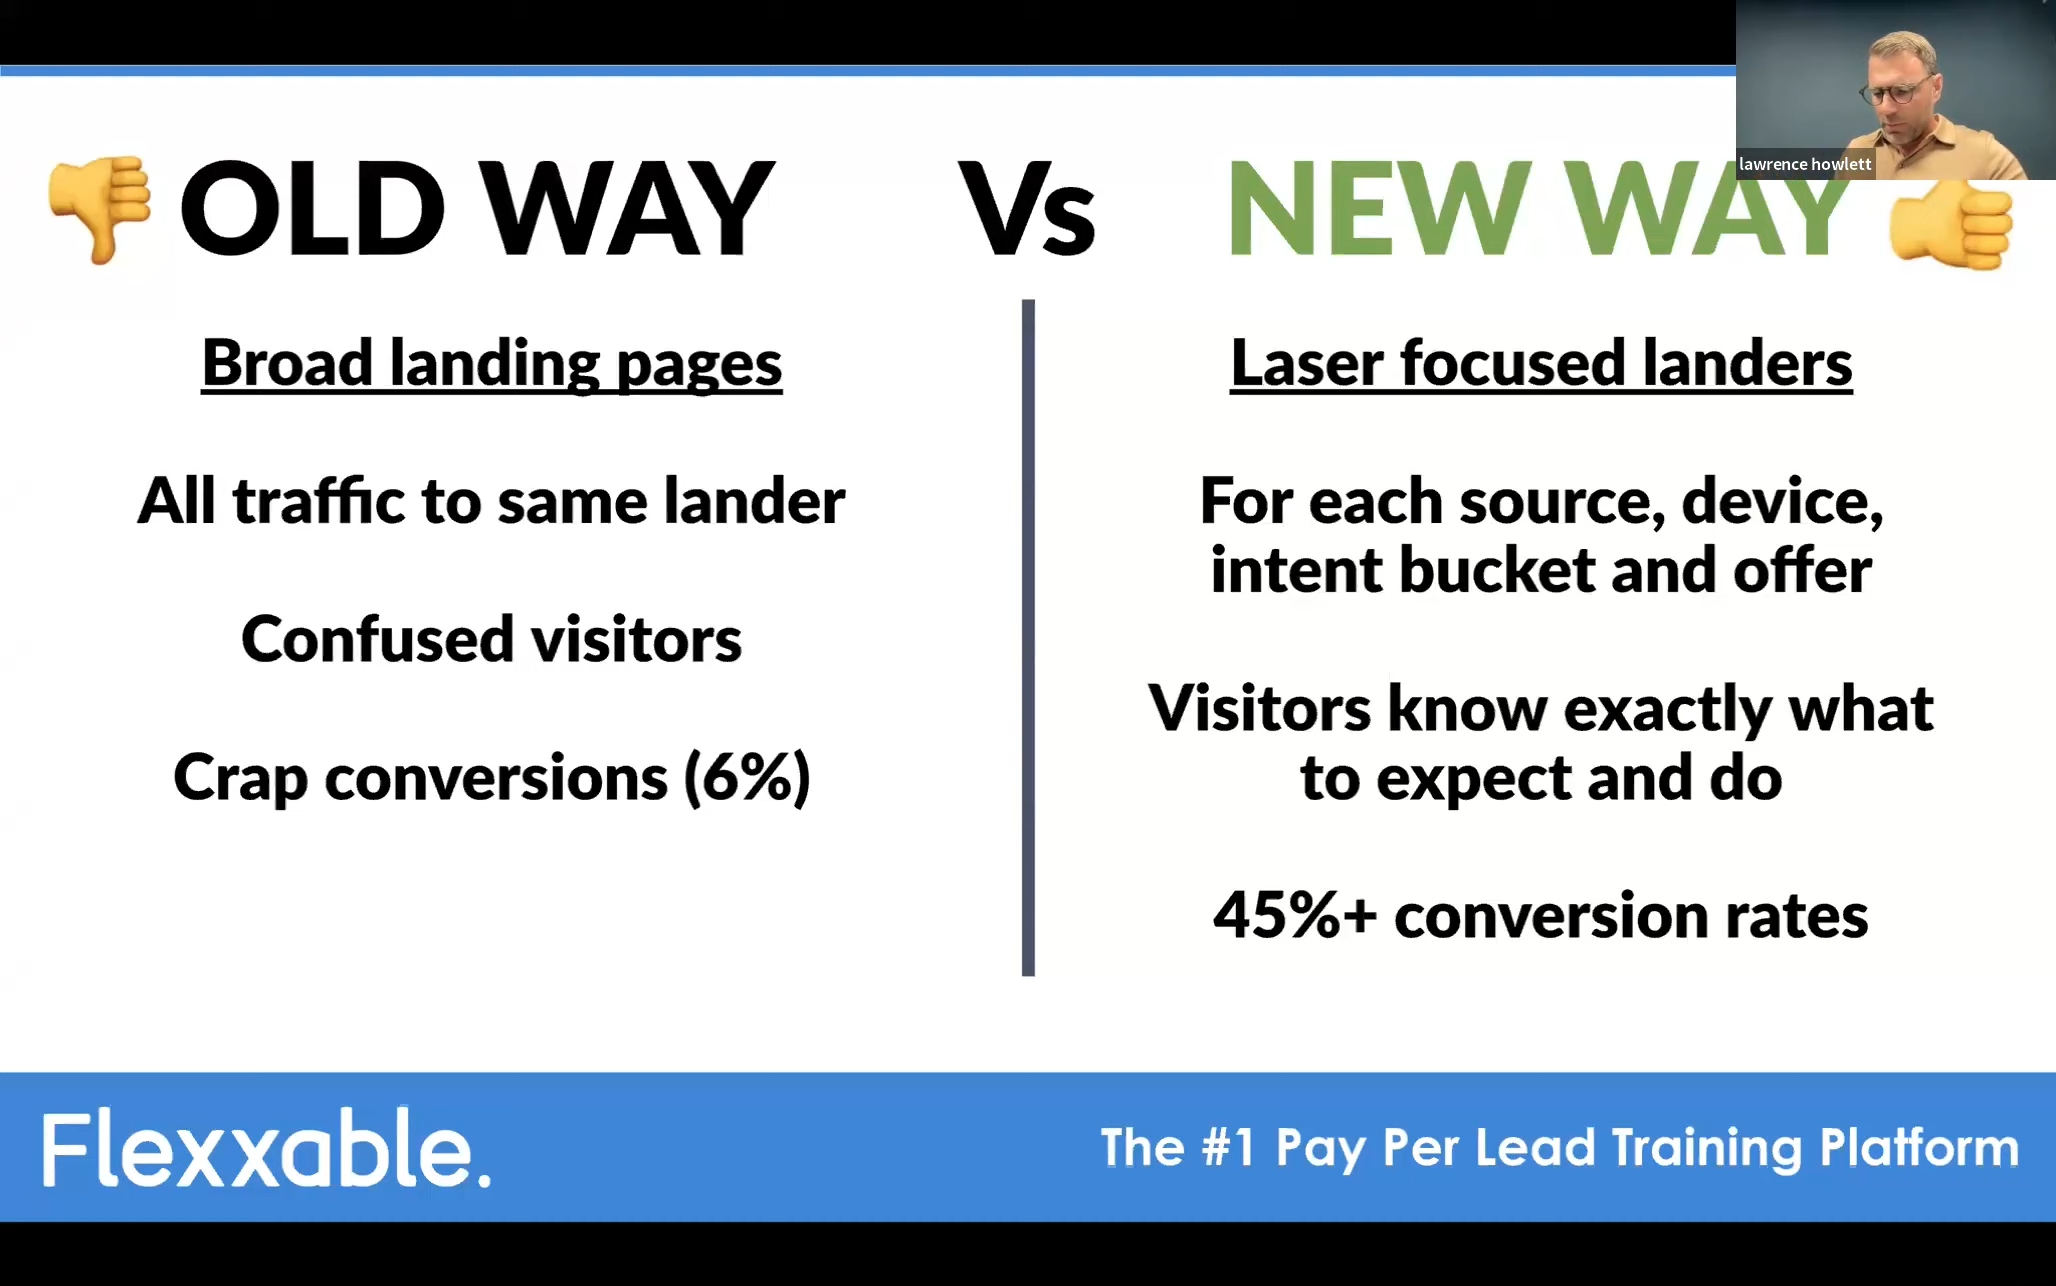 lawrence howlett
OLD WAY Vs NEW WAY
Broad landing pages
All traffic to same lander
Confused visitors
Crap conversions (6%)
Laser focused landers
For each source, device,
intent bucket and offer
Visitors know exactly what
to expect and do
45%+ conversion rates
Flexxable.
The #1 Pay Per Lead Training Platform